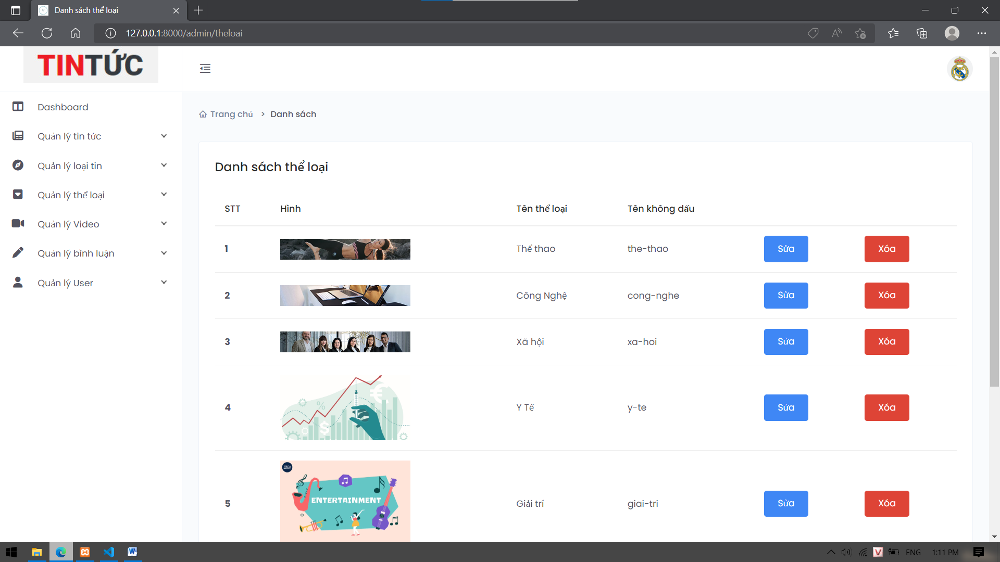 Danh sách thể loại
127.0.0.1:8000/admin/theloai
TINTỨC
Dashboard
Quản lý tin tức
Quản lý loại tin
Quản lý thể loại
Quản lý Video
Quản lý bình luận
Quản lý User
Trang chủ > Danh sách
Danh sách thể loại
STT Hình Tên thể loại Tên không dấu
1 Thể thao the-thao Sửa Xóa
2 Công Nghệ cong-nghe Sửa Xóa
3 Xã hội xa-hoi Sửa Xóa
4 Y Tế y-te Sửa Xóa
ENTERTAINMENT
5 Giải trí giai-tri Sửa Xóa
ENG 1:11 PM